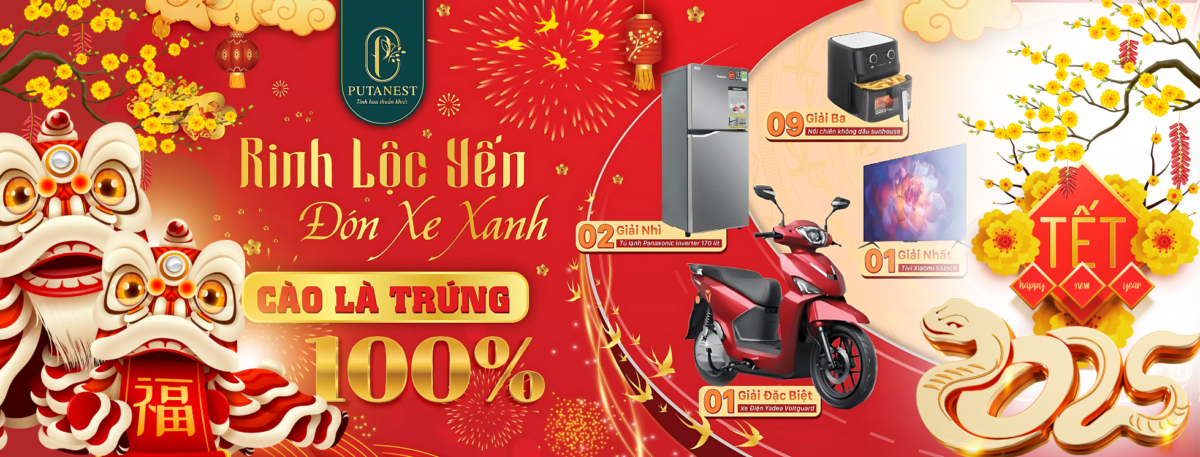 PUTANEST
Tinh hoa thuần khiết
Rinh Lộc Yến
Đón Xe Xanh
CÀO LÀ TRÚNG
100%
福
09 Giải Ba
Nồi chiên không dầu sunhouse
02 Giải Nhì
Tủ lạnh Panasonic Inverter 170 lít
01 Giải Nhất
Tivi Xiaomi 55inch
01 Giải Đặc Biệt
Xe Điện Yadea Voltguard
TẾT
happy new year
2025